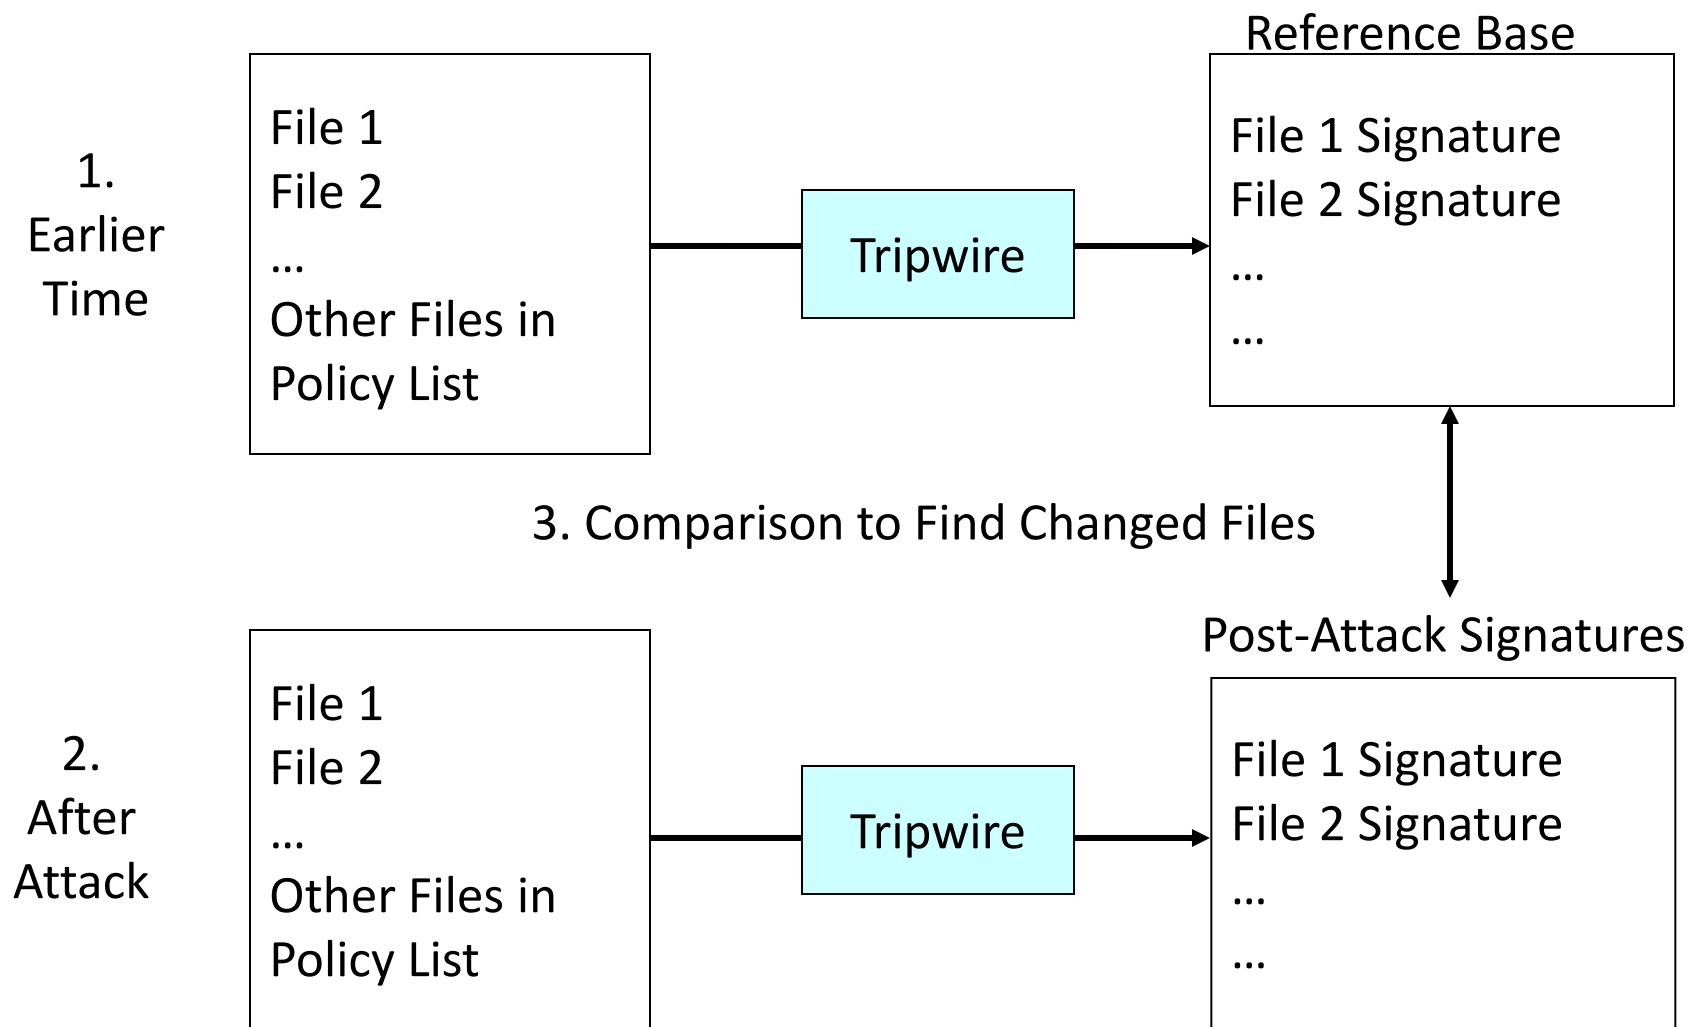 Reference Base
1.
Earlier
Time
File 1
File 2
...
Other Files in
Policy List
Tripwire
File 1 Signature
File 2 Signature
...
...
3. Comparison to Find Changed Files
Post-Attack Signatures
2.
After
Attack
File 1
File 2
...
Other Files in
Policy List
Tripwire
File 1 Signature
File 2 Signature
...
...